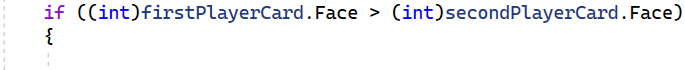 if ((int)firstPlayerCard.Face > (int)secondPlayerCard.Face)
{